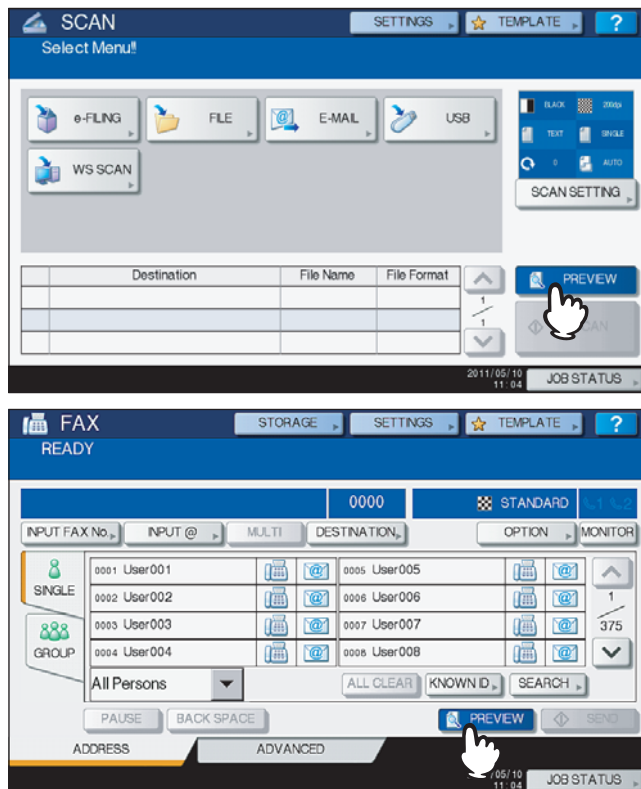 SCAN SETTINGS TEMPLATE ?
Select Menu!!
e-FILING FILE E-MAIL USB
BLACK 200dpi
TEXT SINGLE
0 AUTO
WS SCAN
SCAN SETTING
Destination File Name File Format
PREVIEW
1
1
2011/05/10
11:04
JOB STATUS
FAX STORAGE SETTINGS TEMPLATE ?
READY
0000 STANDARD
INPUT FAX No. INPUT @ MULTI DESTINATION OPTION MONITOR
SINGLE
0001 User001 0005 User005
0002 User002 0006 User006
1
0003 User003 0007 User007
375
GROUP
0004 User004 0008 User008
All Persons ALL CLEAR KNOWN ID SEARCH
PAUSE BACK SPACE PREVIEW SEND
ADDRESS ADVANCED
/05/10
11:04
JOB STATUS